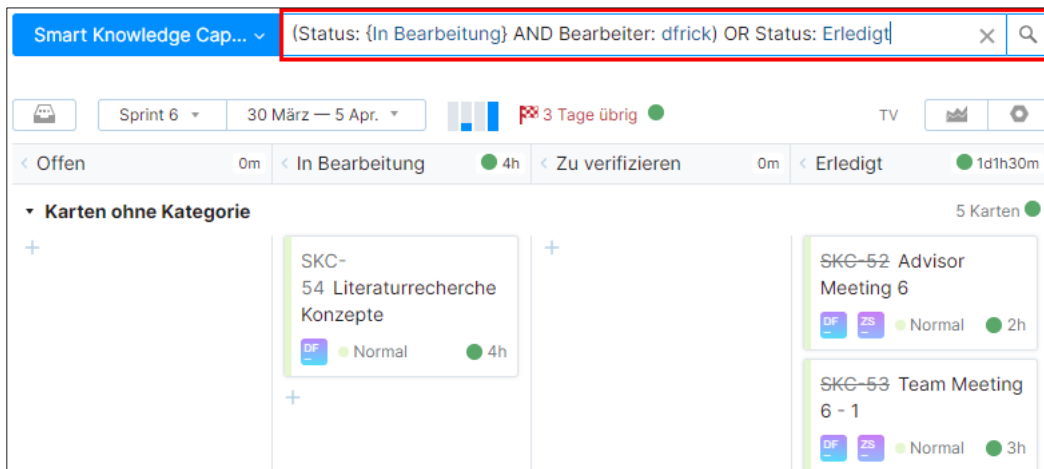 Smart Knowledge Cap... (Status: {In Bearbeitung} AND Bearbeiter: dfrick) OR Status: Erledigt
Sprint 6 30 März — 5 Apr. 3 Tage übrig TV
Offen 0m In Bearbeitung 4h Zu verifizieren 0m Erledigt 1d1h30m
Karten ohne Kategorie 5 Karten
SKC-
54 Literaturrecherche
Konzepte
DF Normal 4h
SKC-52 Advisor
Meeting 6
DF ZS Normal 2h
SKC-53 Team Meeting
6 - 1
DF ZS Normal 3h